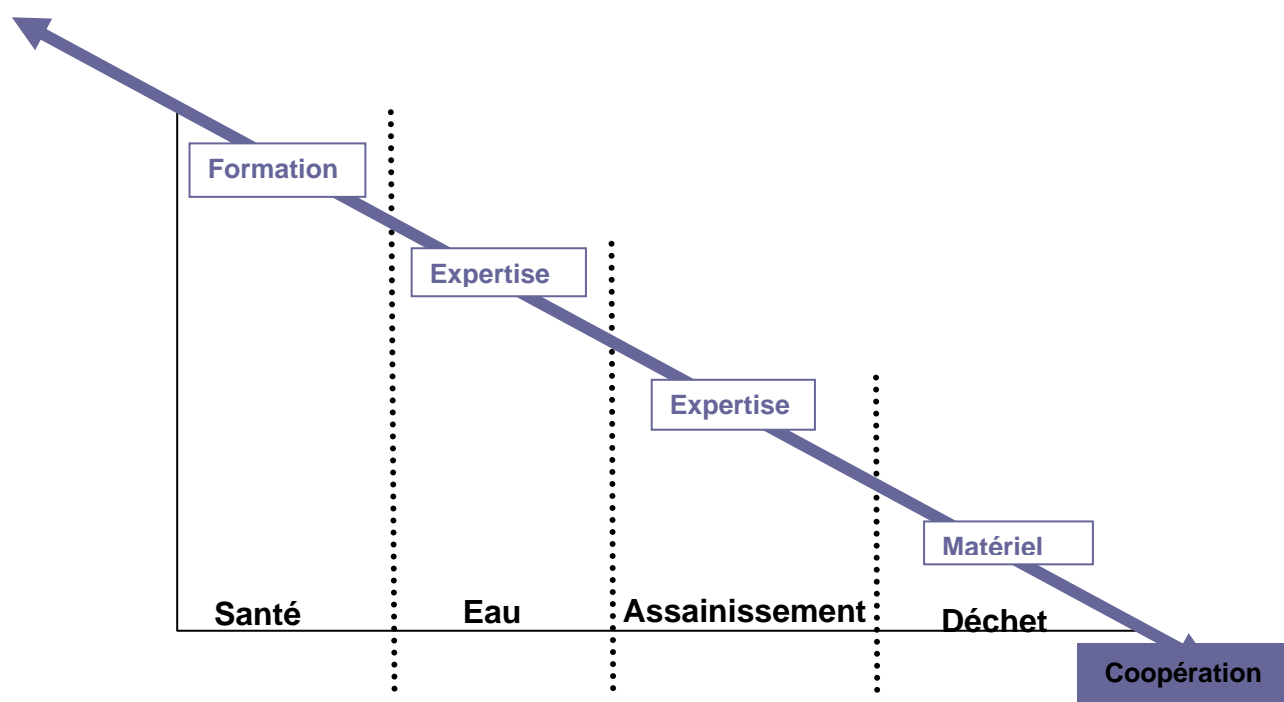 Formation
Expertise
Expertise
Matériel
Santé
Eau
Assainissement
Déchet
Coopération